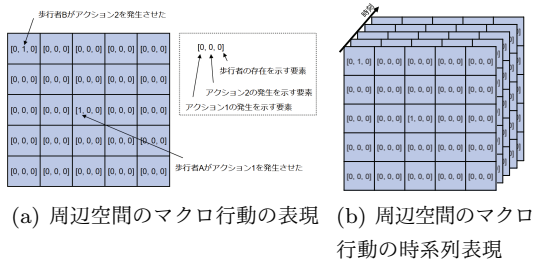 歩行者Bがアクション2を発生させた
[0, 1, 0] [0, 0, 0] [0, 0, 0] [0, 0, 0] [0, 0, 0]
[0, 0, 0] [0, 0, 0] [0, 0, 0] [0, 0, 0] [0, 0, 0]
[0, 0, 0] [0, 0, 0] [1, 0, 0] [0, 0, 0] [0, 0, 0]
[0, 0, 0] [0, 0, 0] [0, 0, 0] [0, 0, 0] [0, 0, 0]
[0, 0, 0] [0, 0, 0] [0, 0, 0] [0, 0, 0] [0, 0, 0]
[0, 0, 0]
歩行者の存在を示す要素
アクション2の発生を示す要素
アクション1の発生を示す要素
歩行者Aがアクション1を発生させた
(a) 周辺空間のマクロ行動の表現
時刻
[0, 1, 0] [0, 0, 0] [0, 0, 0] [0, 0, 0] [0, 0, 0]
[0, 0, 0] [0, 0, 0] [0, 0, 0] [0, 0, 0] [0, 0, 0]
[0, 0, 0] [0, 0, 0] [1, 0, 0] [0, 0, 0] [0, 0, 0]
[0, 0, 0] [0, 0, 0] [0, 0, 0] [0, 0, 0] [0, 0, 0]
[0, 0, 0] [0, 0, 0] [0, 0, 0] [0, 0, 0] [0, 0, 0]
(b) 周辺空間のマクロ
行動の時系列表現